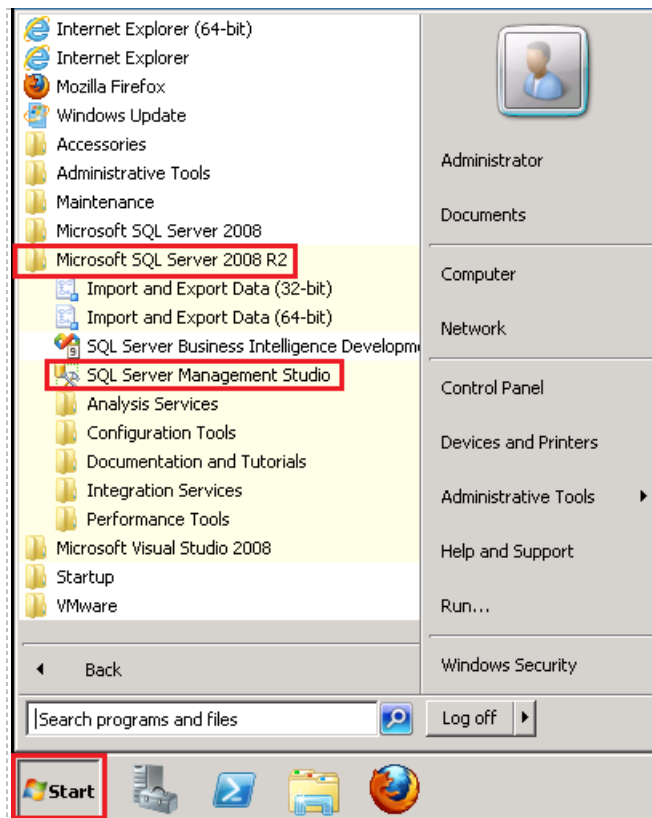 Internet Explorer (64-bit)
Internet Explorer
Mozilla Firefox
Windows Update
Accessories
Administrative Tools
Maintenance
Microsoft SQL Server 2008
Microsoft SQL Server 2008 R2
Import and Export Data (32-bit)
Import and Export Data (64-bit)
SQL Server Business Intelligence Developm
SQL Server Management Studio
Analysis Services
Configuration Tools
Documentation and Tutorials
Integration Services
Performance Tools
Microsoft Visual Studio 2008
Startup
VMware
Back
Search programs and files
Administrator
Documents
Computer
Network
Control Panel
Devices and Printers
Administrative Tools
Help and Support
Run...
Windows Security
Log off
Start